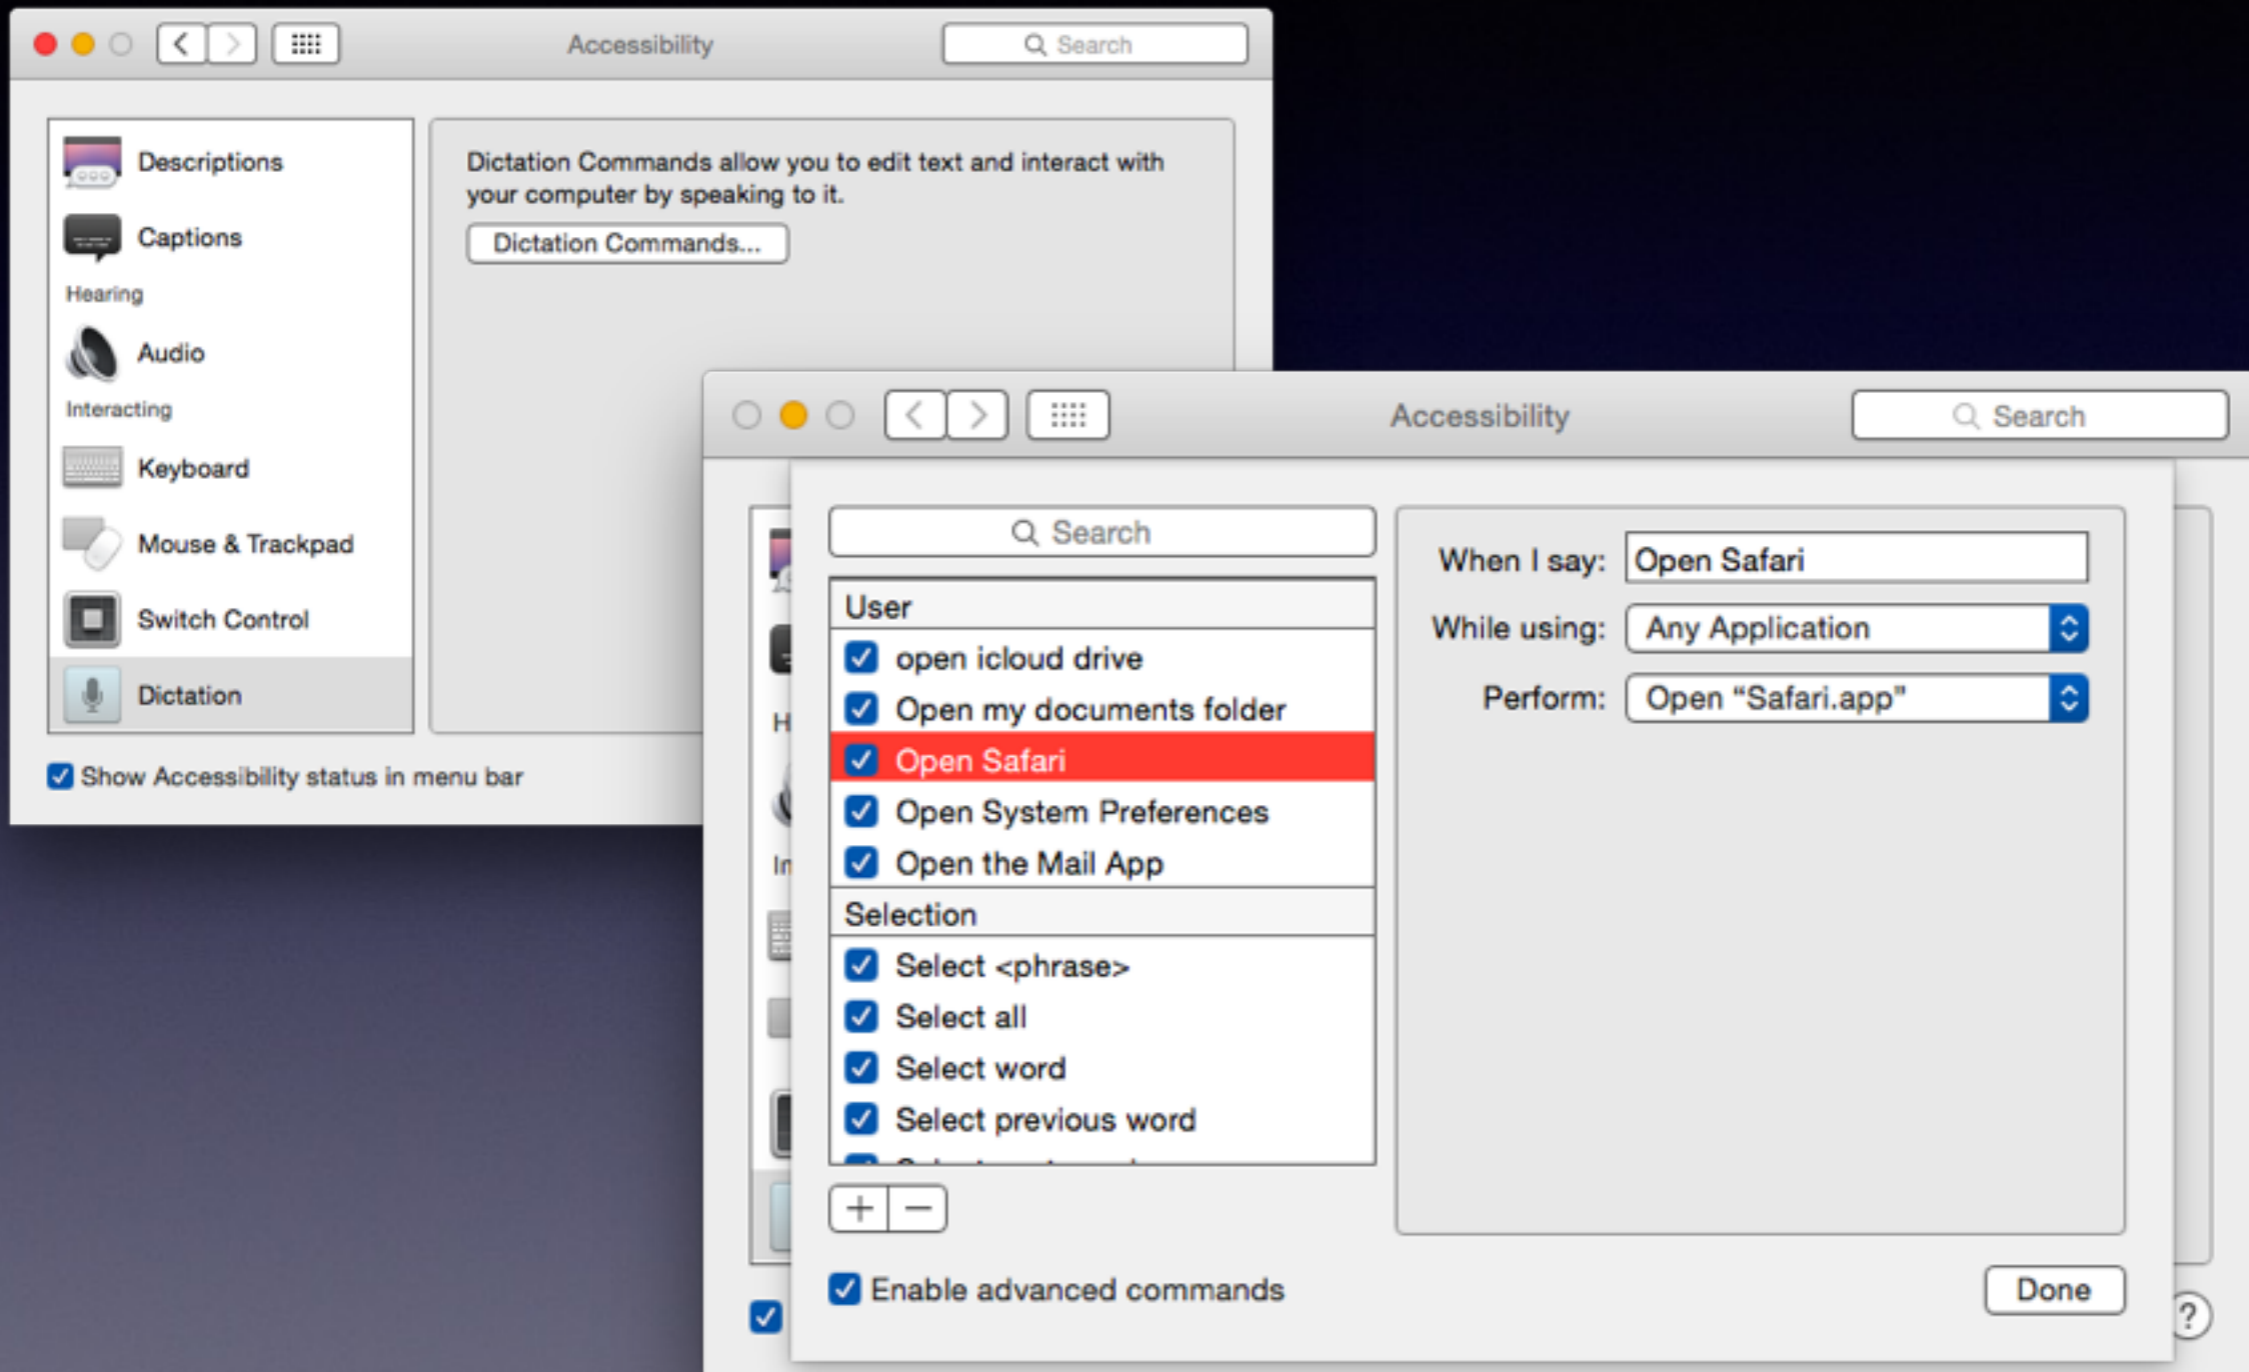 Accessibility
Search
Descriptions
Captions
Hearing
Audio
Interacting
Keyboard
Mouse & Trackpad
Switch Control
Dictation
Dictation Commands allow you to edit text and interact with
your computer by speaking to it.
Dictation Commands...
Show Accessibility status in menu bar
Accessibility
Search
Search
User
open icloud drive
Open my documents folder
Open Safari
Open System Preferences
Open the Mail App
Selection
Select <phrase>
Select all
Select word
Select previous word
Enable advanced commands
When I say: Open Safari
While using: Any Application
Perform: Open “Safari.app”
Done
?